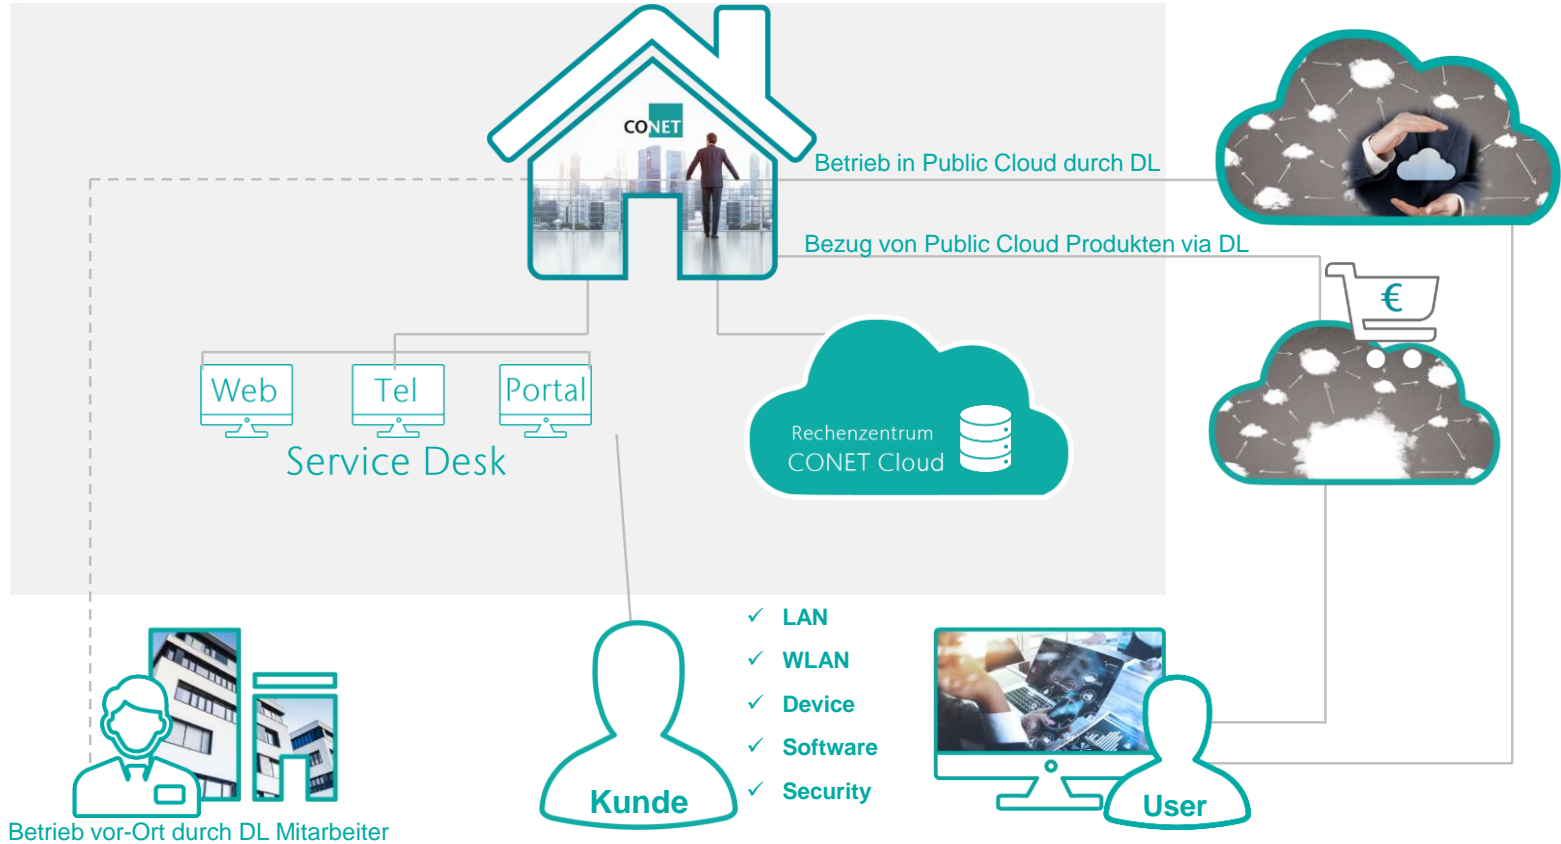 CONET
Betrieb in Public Cloud durch DL
Bezug von Public Cloud Produkten via DL
€
Web
Tel
Portal
Service Desk
Rechenzentrum
CONET Cloud
✓ LAN
✓ WLAN
✓ Device
✓ Software
✓ Security
Kunde
User
Betrieb vor-Ort durch DL Mitarbeiter